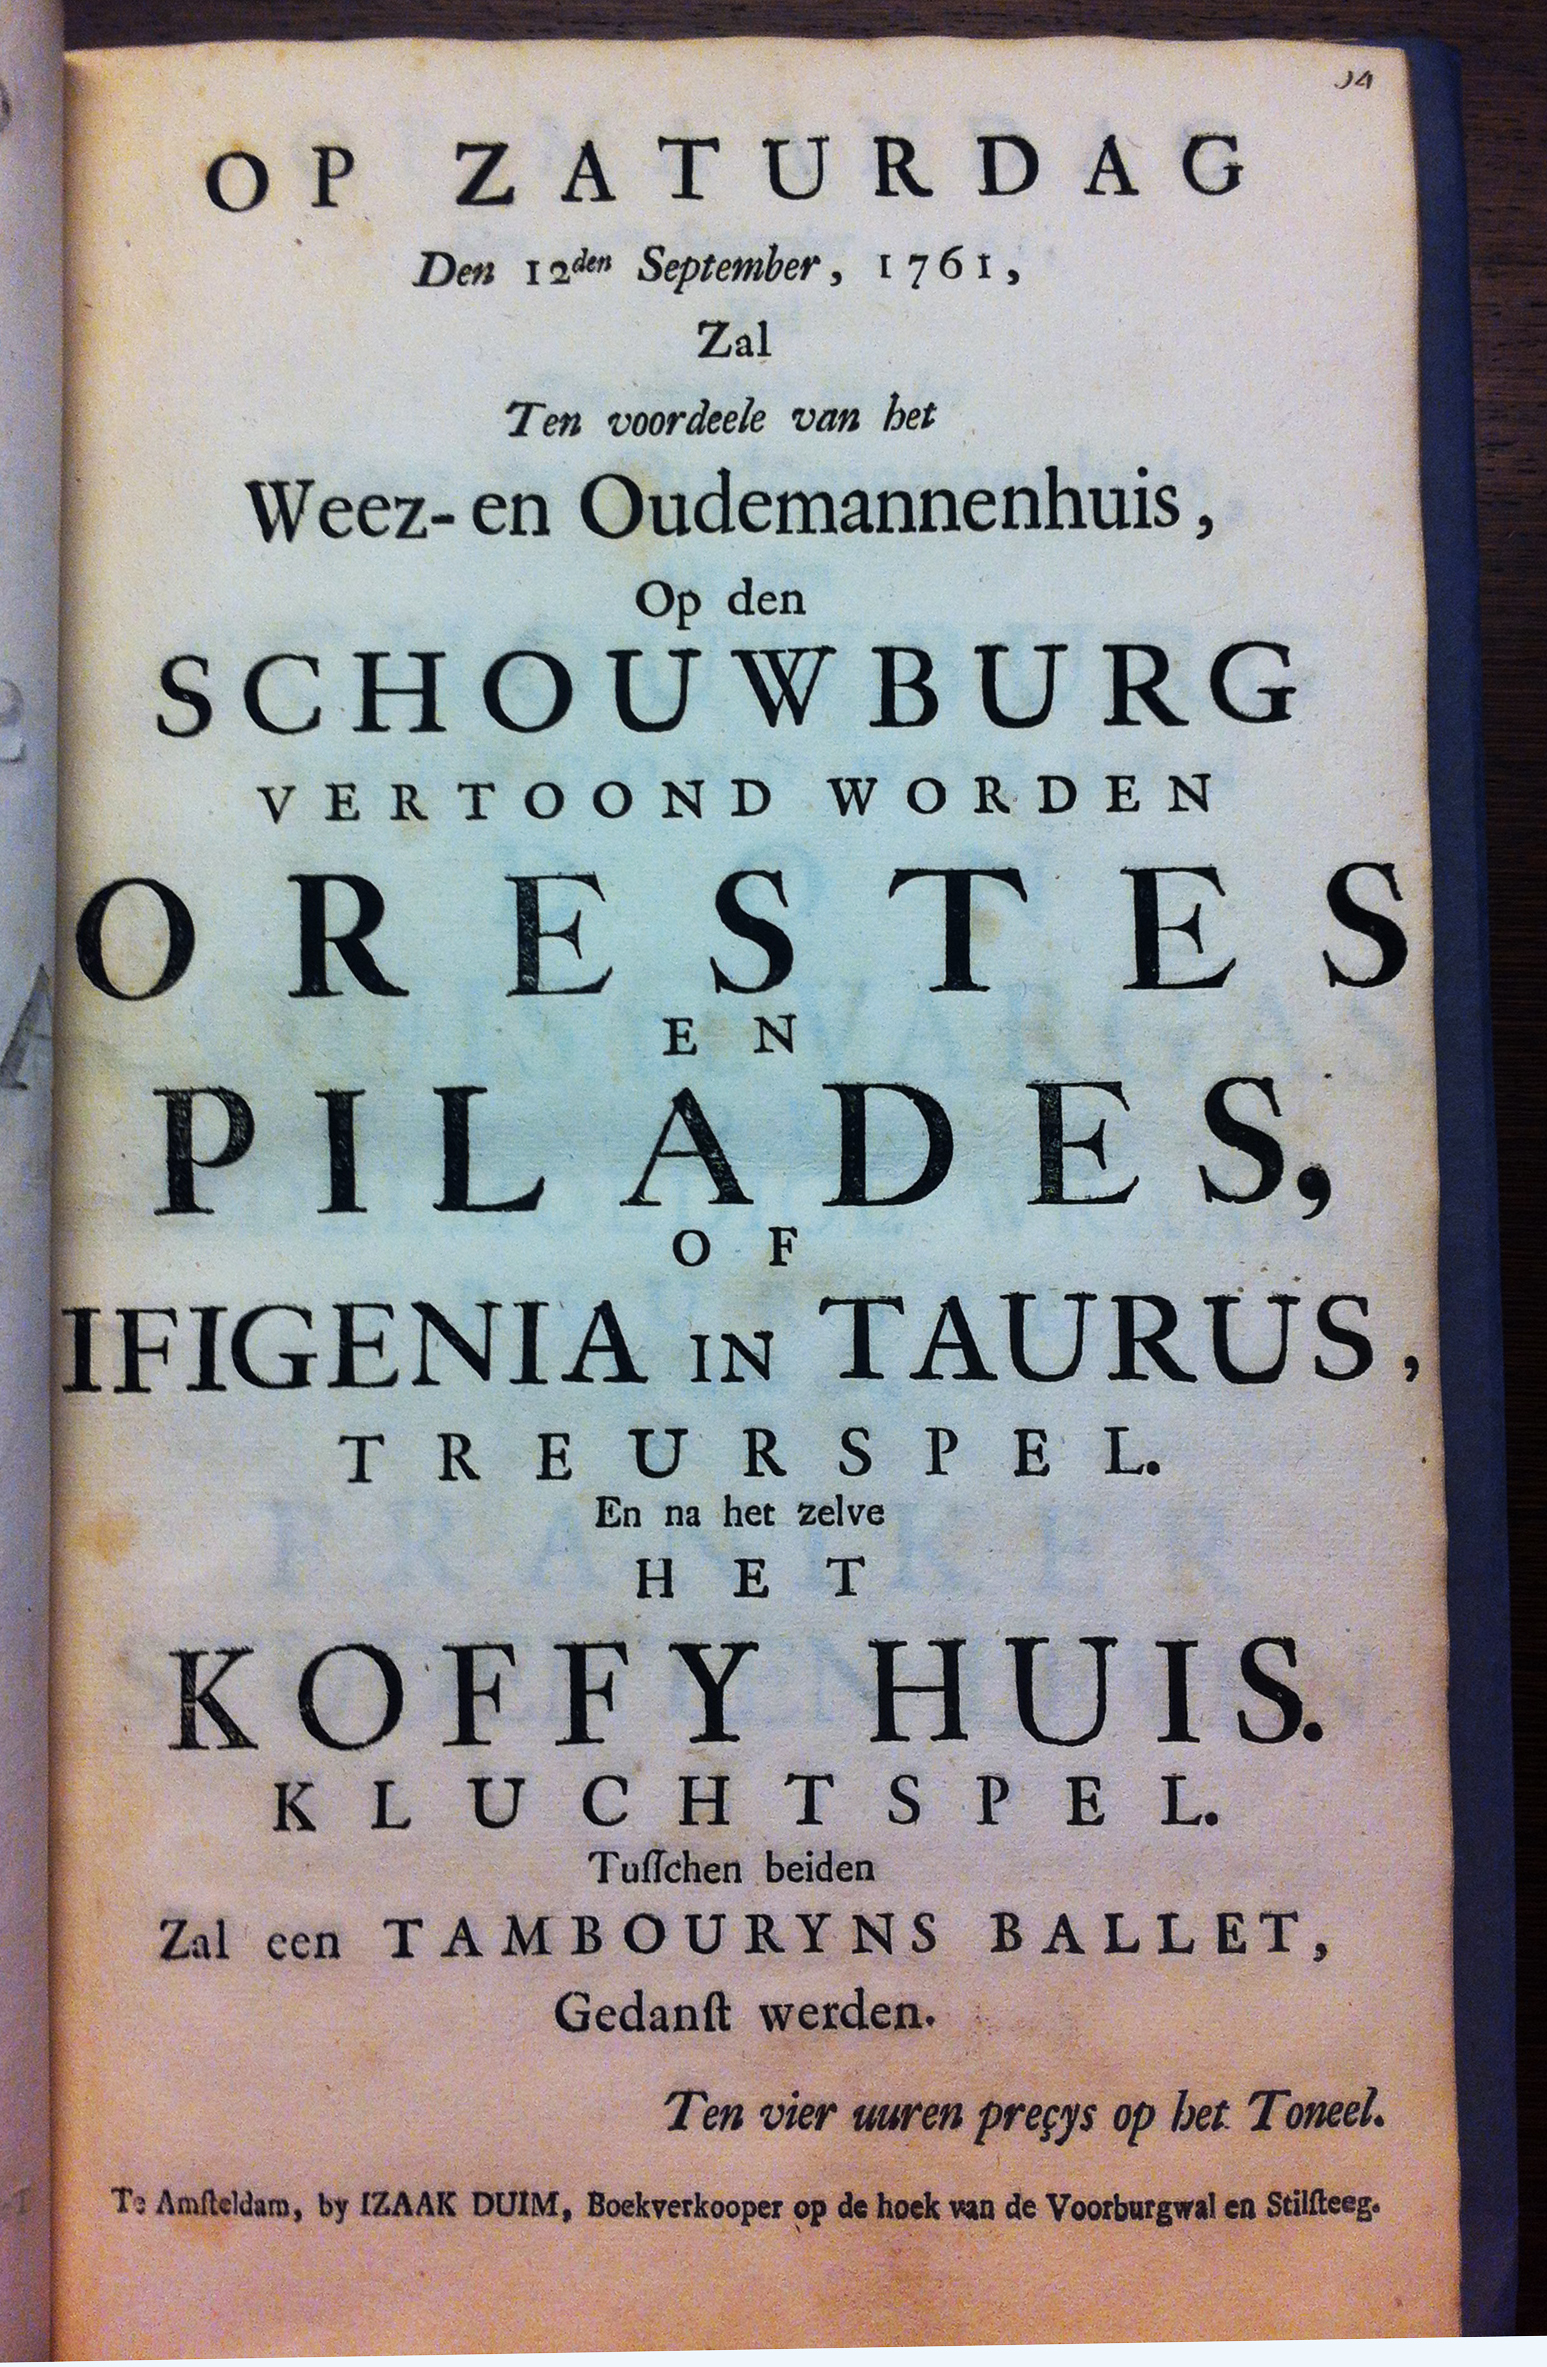 OP ZATURDAG
Den 12den September, 1761,
Zal
Ten voordeele van het
Weez- en Oudemannenhuis,
Op den
SCHOUWBURG
VERTOOND WORDEN
ORESTES
EN
PILADES,
OF
IFIGENIA IN TAURUS,
TREURSPEL.
En na het zelve
HET
KOFFY HUIS.
KLUCHTSPEL.
Tuſſchen beiden
Zal een TAMBOURYNS BALLET,
Gedanſt werden.
Ten vier uuren preçys op het Toneel.
Te Amſteldam, by IZAAK DUIM, Boekverkooper op de hoek van de Voorburgwal en Stilſteeg.